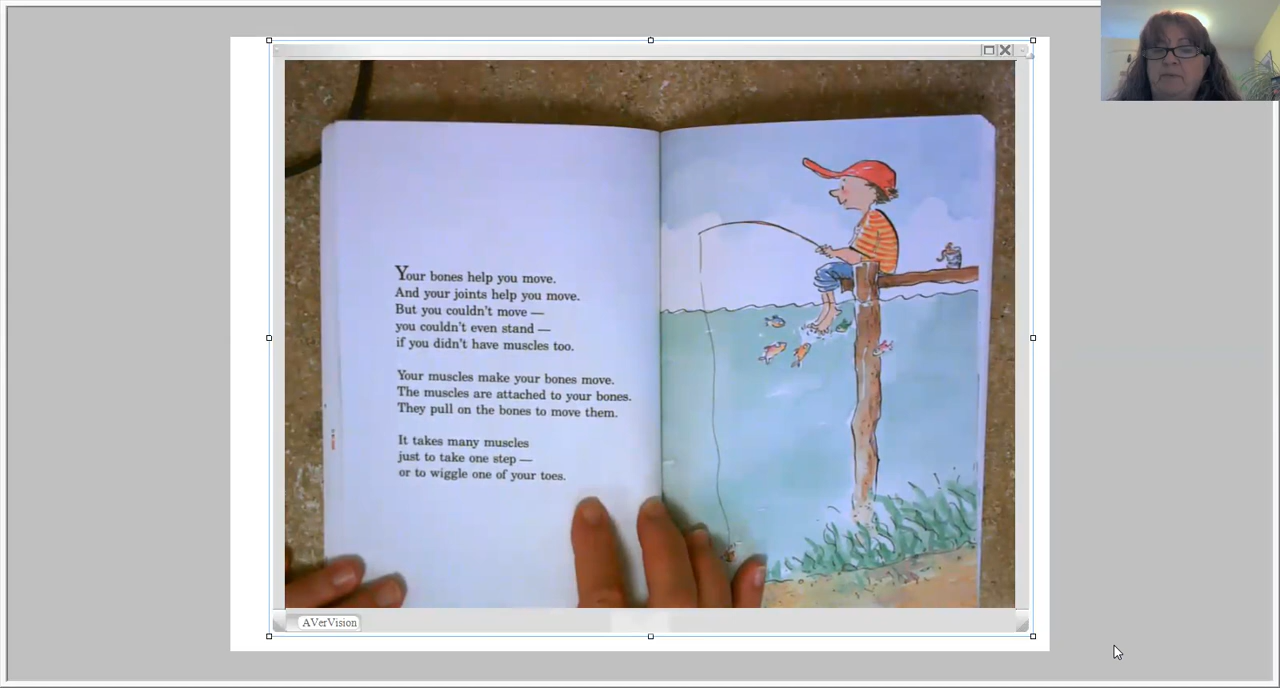 Your bones help you move.
And your joints help you move.
But you couldn't move —
you couldn't even stand —
if you didn't have muscles too.
Your muscles make your bones move.
The muscles are attached to your bones.
They pull on the bones to move them.
It takes many muscles
just to take one step —
or to wiggle one of your toes.
AVerVision